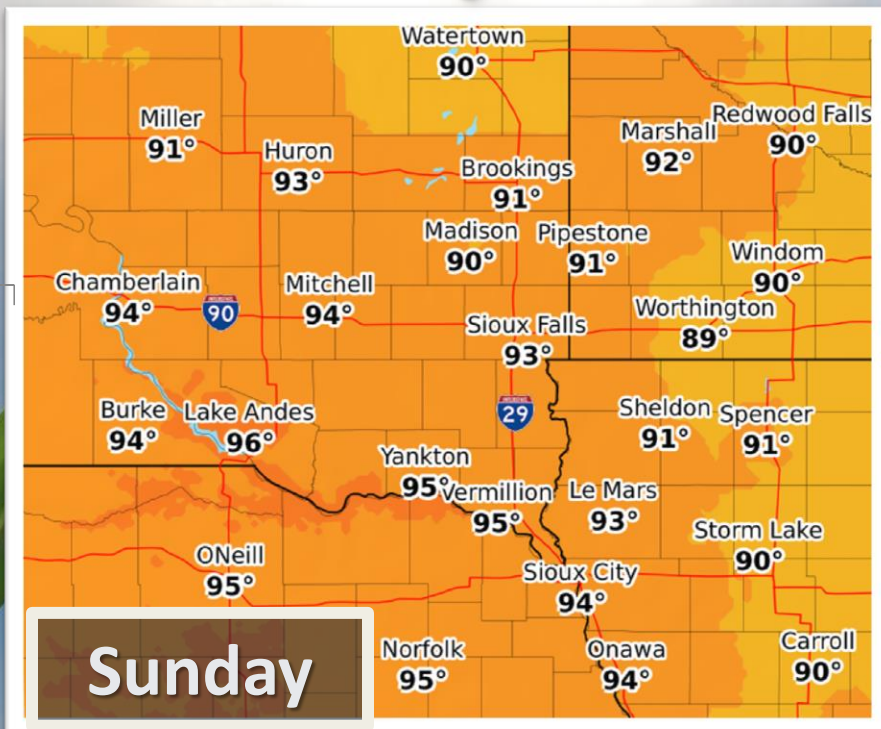 Watertown
90°
Miller
91°
Huron
93°
Brookings
91°
Marshall
92°
Redwood Falls
90°
Madison
90°
Pipestone
91°
Windom
90°
Chamberlain
94°
90
Mitchell
94°
Sioux Falls
93°
Worthington
89°
Burke
94°
Lake Andes
96°
29
Sheldon
91°
Spencer
91°
Yankton
95°
Vermillion
95°
Le Mars
93°
Storm Lake
90°
ONeill
95°
Sioux City
94°
Norfolk
95°
Onawa
94°
Carroll
90°
Sunday